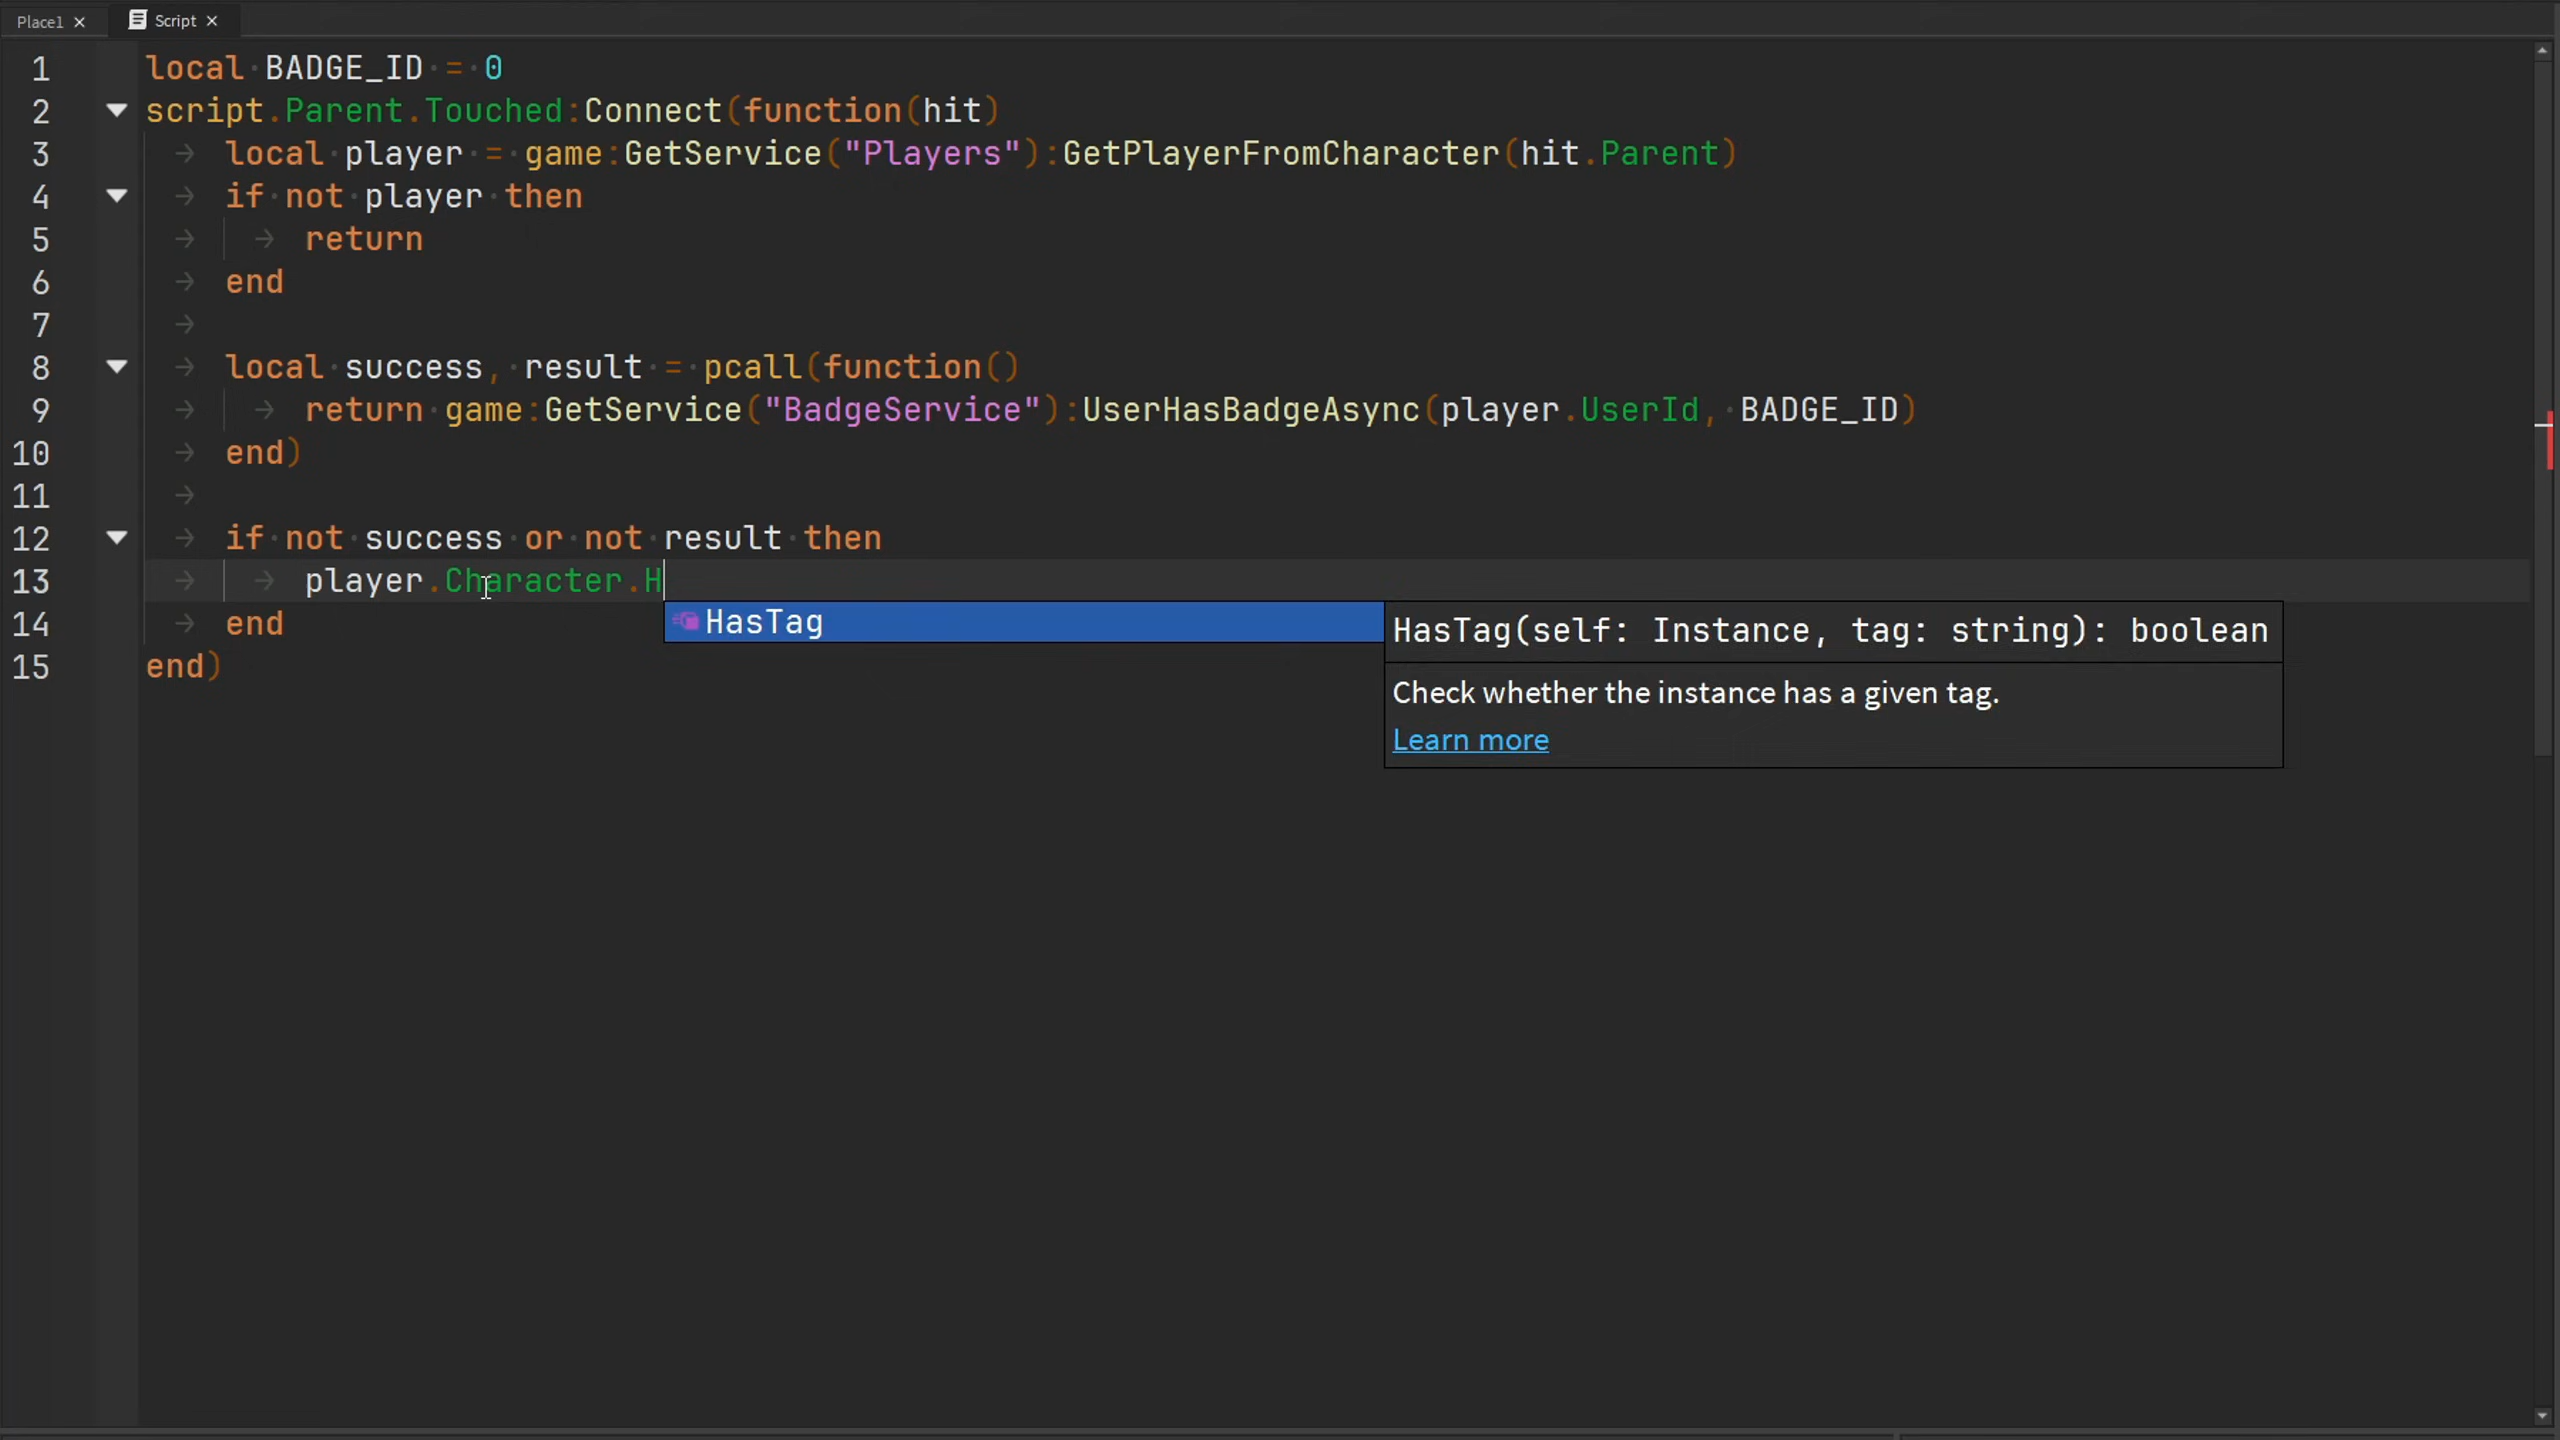 Place1 ×
Script ×
1 local BADGE_ID = 0
2 script.Parent.Touched:Connect(function(hit)
3 local player = game:GetService("Players"):GetPlayerFromCharacter(hit.Parent)
4 if not player then
5 return
6 end
7
8 local success, result = pcall(function()
9 return game:GetService("BadgeService"):UserHasBadgeAsync(player.UserId, BADGE_ID)
10 end)
11
12 if not success or not result then
13 player.Character.H
HasTag
HasTag(self: Instance, tag: string): boolean
Check whether the instance has a given tag.
Learn more
14 end
15 end)